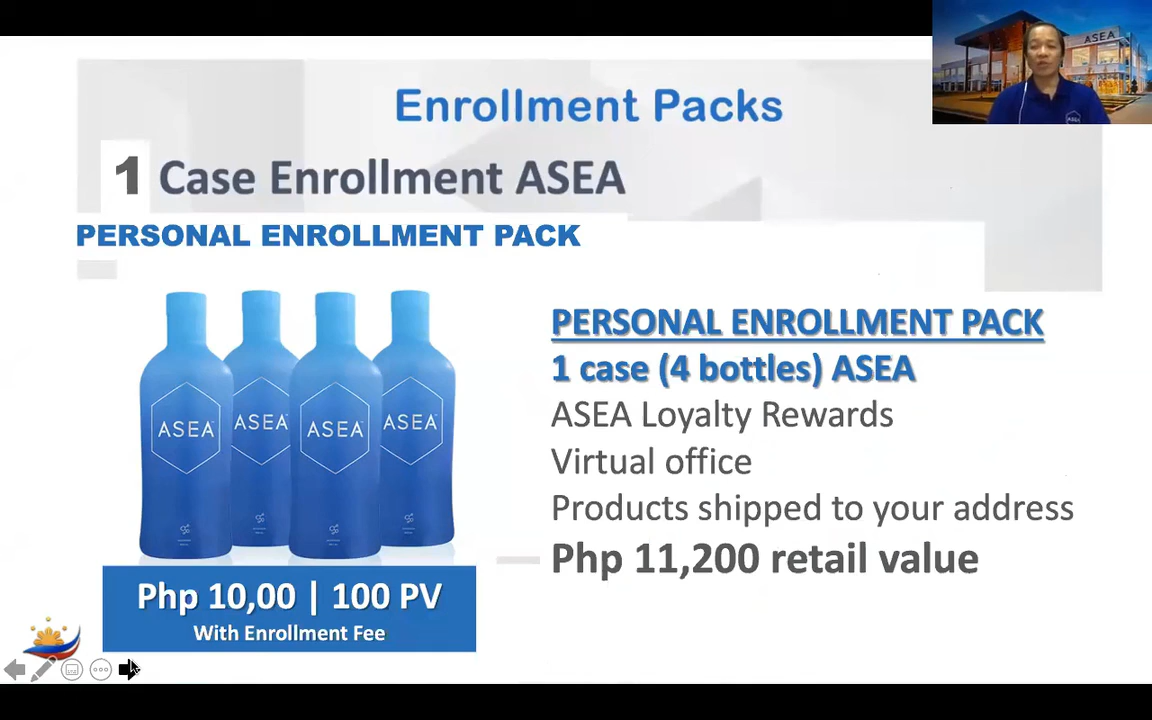 ASEA
Enrollment Packs
1 Case Enrollment ASEA
PERSONAL ENROLLMENT PACK
ASEA
ASEA
ASEA
ASEA
PERSONAL ENROLLMENT PACK
1 case (4 bottles) ASEA
ASEA Loyalty Rewards
Virtual office
Products shipped to your address
Php 11,200 retail value
Php 10,00 | 100 PV
With Enrollment Fee
ASEA